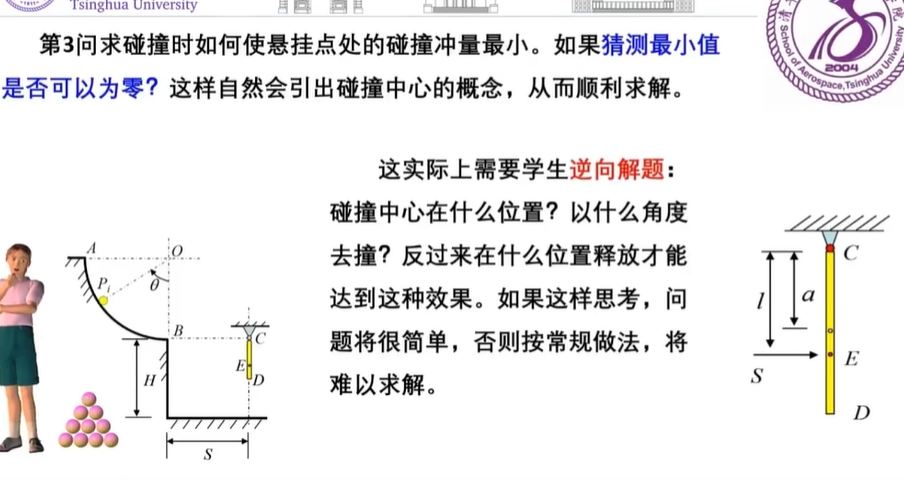 Tsinghua University
第3问求碰撞时如何使悬挂点处的碰撞冲量最小。如果猜测最小值
是否可以为零？这样自然会引出碰撞中心的概念，从而顺利求解。
School of Aerospace, Tsinghua University
2004
这实际上需要学生逆向解题：
碰撞中心在什么位置？以什么角度
去撞？反过来在什么位置释放才能
达到这种效果。如果这样思考，问
题将很简单，否则按常规做法，将
难以求解。
A
O
P_i
θ
B
C
E
D
H
S
C
l
a
E
S
D